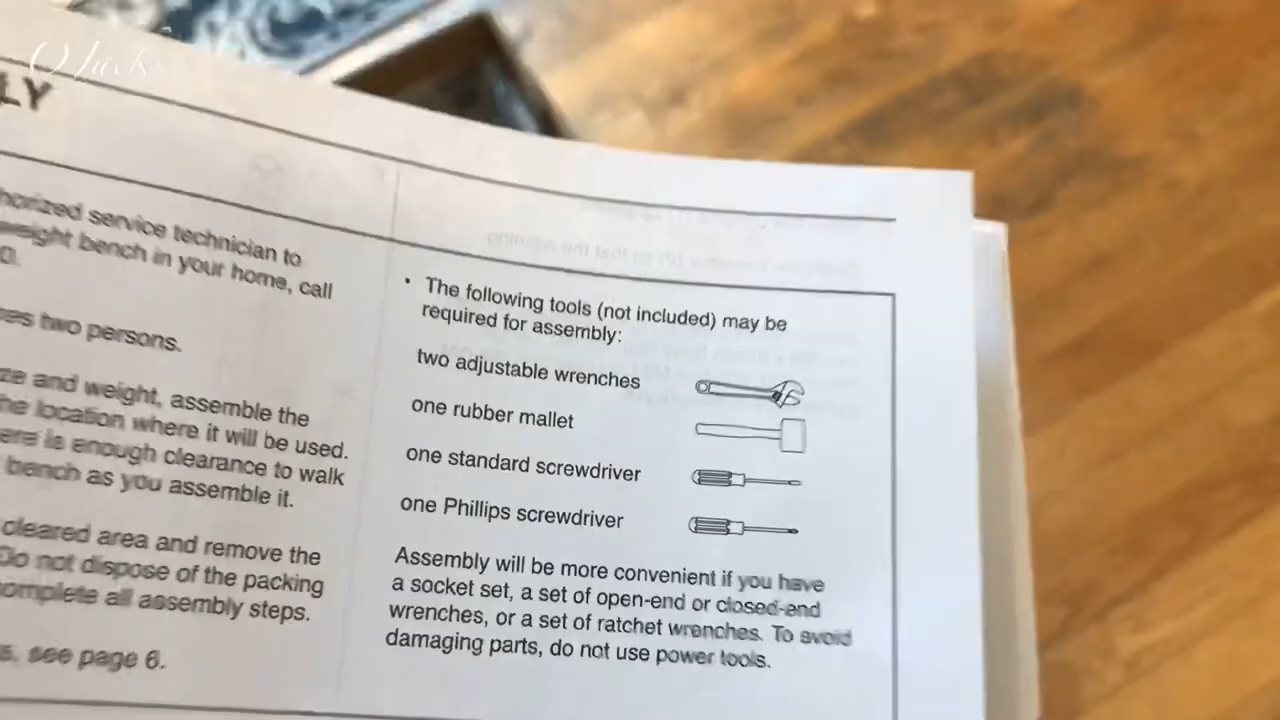 O'Jacks
LY
horized service technician to
weight bench in your home, call
0.
es two persons.
ze and weight, assemble the
he location where it will be used.
ere is enough clearance to walk
bench as you assemble it.
cleared area and remove the
Do not dispose of the packing
omplete all assembly steps.
s, see page 6.
• The following tools (not included) may be
required for assembly:
two adjustable wrenches
one rubber mallet
one standard screwdriver
one Phillips screwdriver
Assembly will be more convenient if you have
a socket set, a set of open-end or closed-end
wrenches, or a set of ratchet wrenches. To avoid
damaging parts, do not use power tools.